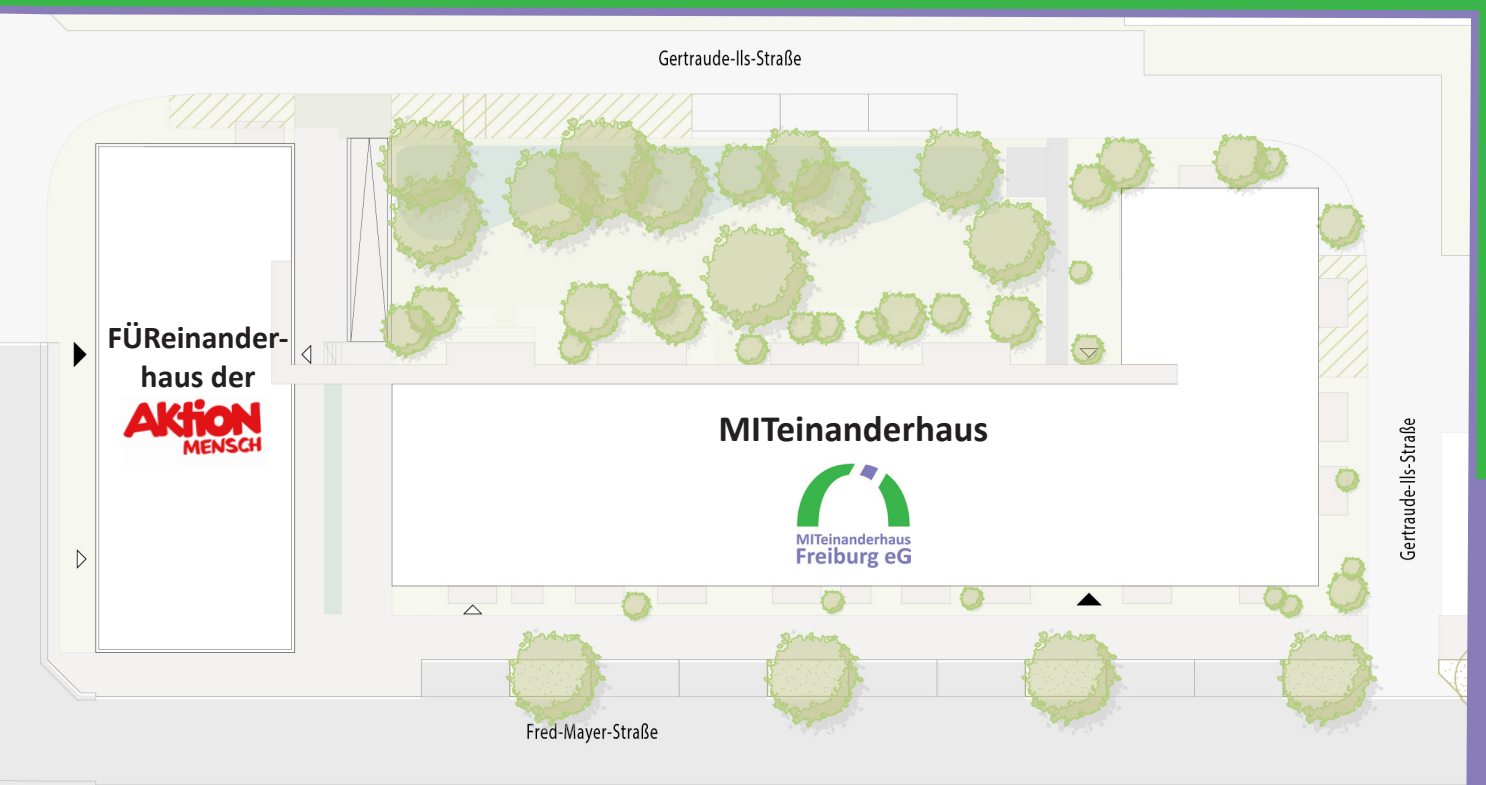 Gertraude-Ils-Straße
FÜReinander-
haus der
AKtiON
MENSCH
MITeinanderhaus
MITeinanderhaus
Freiburg eG
Gertraude-Ils-Straße
Fred-Mayer-Straße